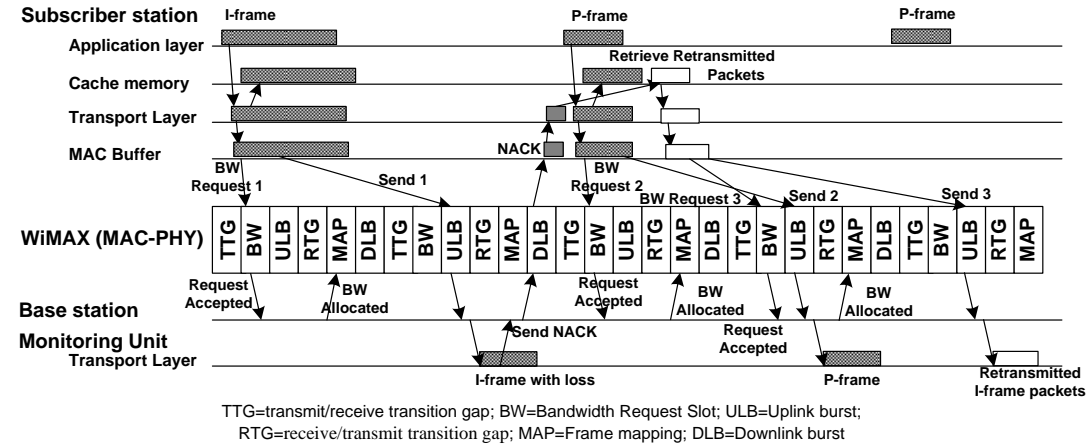 Subscriber station
I-frame
P-frame
P-frame
Application layer
Retrieve Retransmitted
Packets
Cache memory
Transport Layer
MAC Buffer
NACK
BW
Request 1
Send 1
BW
Request 2
BW Request 3
Send 2
Send 3
WiMAX (MAC-PHY)
TTG BW ULB RTG MAP DLB TTG BW ULB RTG MAP DLB TTG BW ULB RTG MAP DLB TTG BW ULB RTG MAP DLB TTG BW ULB RTG MAP
Request
Accepted
BW
Allocated
Request
Accepted
BW
Allocated
Request
Accepted
BW
Allocated
Base station
Send NACK
Monitoring Unit
Transport Layer
I-frame with loss
P-frame
Retransmitted
I-frame packets
TTG=transmit/receive transition gap; BW=Bandwidth Request Slot; ULB=Uplink burst;
RTG=receive/transmit transition gap; MAP=Frame mapping; DLB=Downlink burst